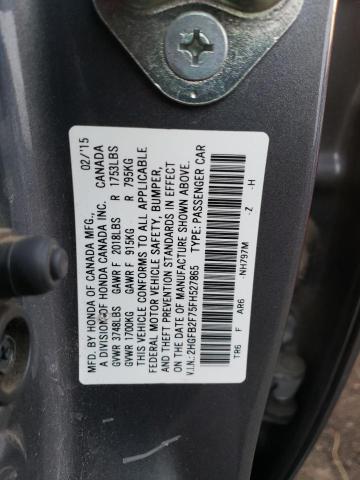 MFD. BY HONDA OF CANADA MFG., 02/'15
A DIVISION OF HONDA CANADA INC. CANADA
GVWR 3748LBS GAWR F 2018LBS R 1753LBS
GVWR 1700KG GAWR F 915KG R 795KG
THIS VEHICLE CONFORMS TO ALL APPLICABLE
FEDERAL MOTOR VEHICLE SAFETY, BUMPER,
AND THEFT PREVENTION STANDARDS IN EFFECT
ON THE DATE OF MANUFACTURE SHOWN ABOVE.
V.I.N.: 2HGFB2F75FH527865 TYPE: PASSENGER CAR
TR6 F AR6 -NH797M -Z -H